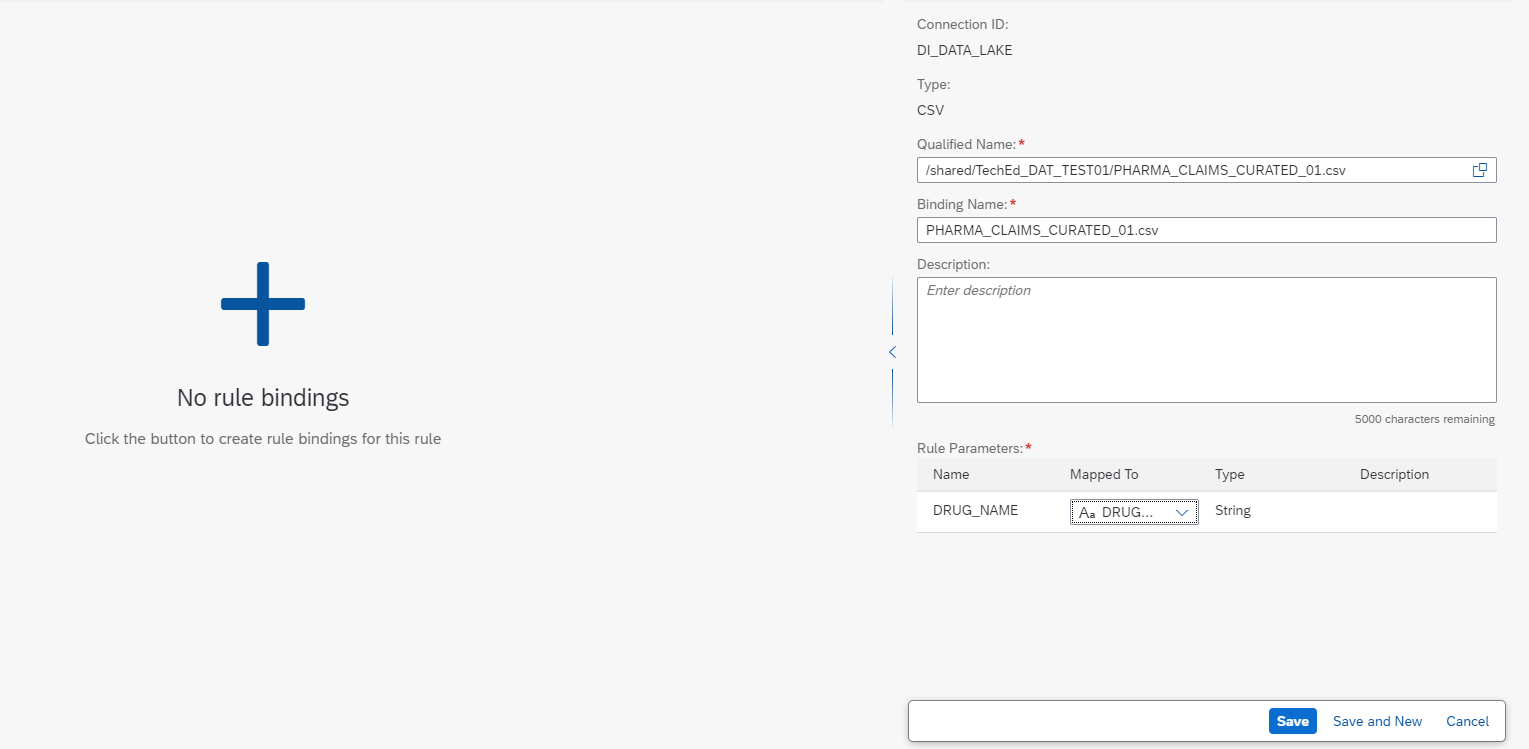 No rule bindings
Click the button to create rule bindings for this rule
Connection ID:
DI_DATA_LAKE
Type:
CSV
Qualified Name:*
/shared/TechEd_DAT_TEST01/PHARMA_CLAIMS_CURATED_01.csv
Binding Name:*
PHARMA_CLAIMS_CURATED_01.csv
Description:
Enter description
5000 characters remaining
Rule Parameters:*
Name Mapped To Type Description
DRUG_NAME Aa DRUG... String
Save Save and New Cancel